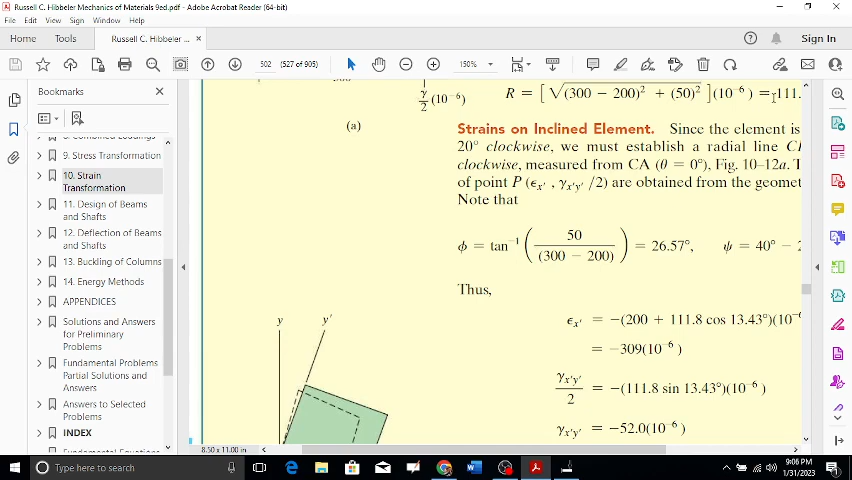 Russell C. Hibbeler Mechanics of Materials 9ed.pdf - Adobe Acrobat Reader (64-bit)
File Edit View Sign Window Help
Home Tools Russell C. Hibbeler ... × Sign In
502 (527 of 905) 150%
Bookmarks
9. Stress Transformation
10. Strain
Transformation
11. Design of Beams
and Shafts
12. Deflection of Beams
and Shafts
13. Buckling of Columns
14. Energy Methods
APPENDICES
Solutions and Answers
for Preliminary
Problems
Fundamental Problems
Partial Solutions and
Answers
Answers to Selected
Problems
INDEX
γ/2 (10⁻⁶)
(a)
R = [ √(300 − 200)² + (50)² ](10⁻⁶) = 111.
Strains on Inclined Element. Since the element is
20° clockwise, we must establish a radial line
clockwise, measured from CA (θ = 0°), Fig. 10–12a.
of point P (ϵx′, γx′y′/2) are obtained from the
Note that
ϕ = tan⁻¹ ( 50 / (300 − 200) ) = 26.57°, ψ = 40° −
Thus,
ϵx′ = −(200 + 111.8 cos 13.43°)(10⁻⁶
= −309(10⁻⁶)
γx′y′/2 = −(111.8 sin 13.43°)(10⁻⁶)
γx′y′ = −52.0(10⁻⁶)
y y′
8.50 x 11.00 in
Type here to search
9:06 PM
1/31/2023